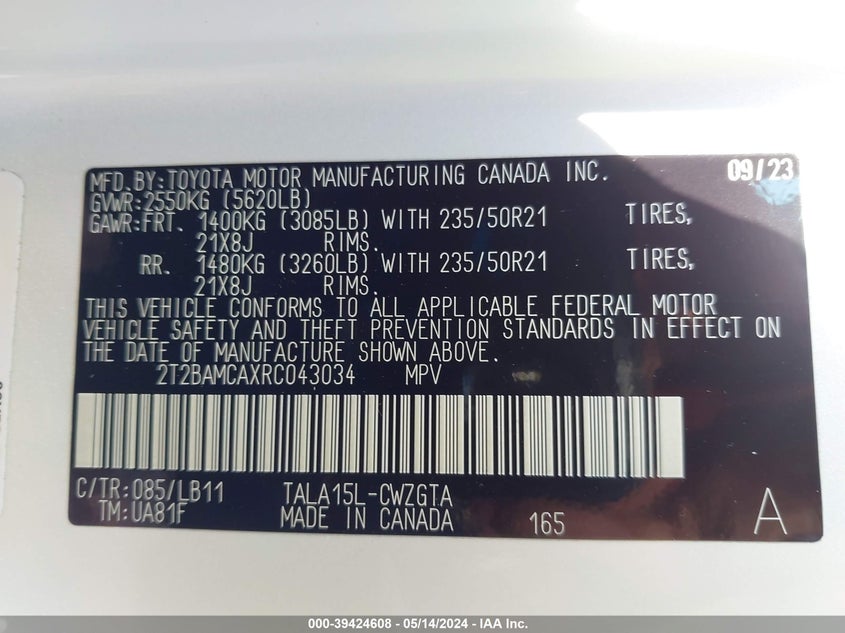 MFD.BY:TOYOTA MOTOR MANUFACTURING CANADA INC. 09/23
GVWR:2550KG (5620LB)
GAWR:FRT. 1400KG (3085LB) WITH 235/50R21 TIRES,
21X8J RIMS.
RR. 1480KG (3260LB) WITH 235/50R21 TIRES,
21X8J RIMS.
THIS VEHICLE CONFORMS TO ALL APPLICABLE FEDERAL MOTOR
VEHICLE SAFETY AND THEFT PREVENTION STANDARDS IN EFFECT ON
THE DATE OF MANUFACTURE SHOWN ABOVE.
2T2BAMCAXRC043034 MPV
C/TR:085/LB11 TALA15L-CWZGTA
TM:UA81F MADE IN CANADA 165 A
000-39424608 - 05/14/2024 - IAA Inc.